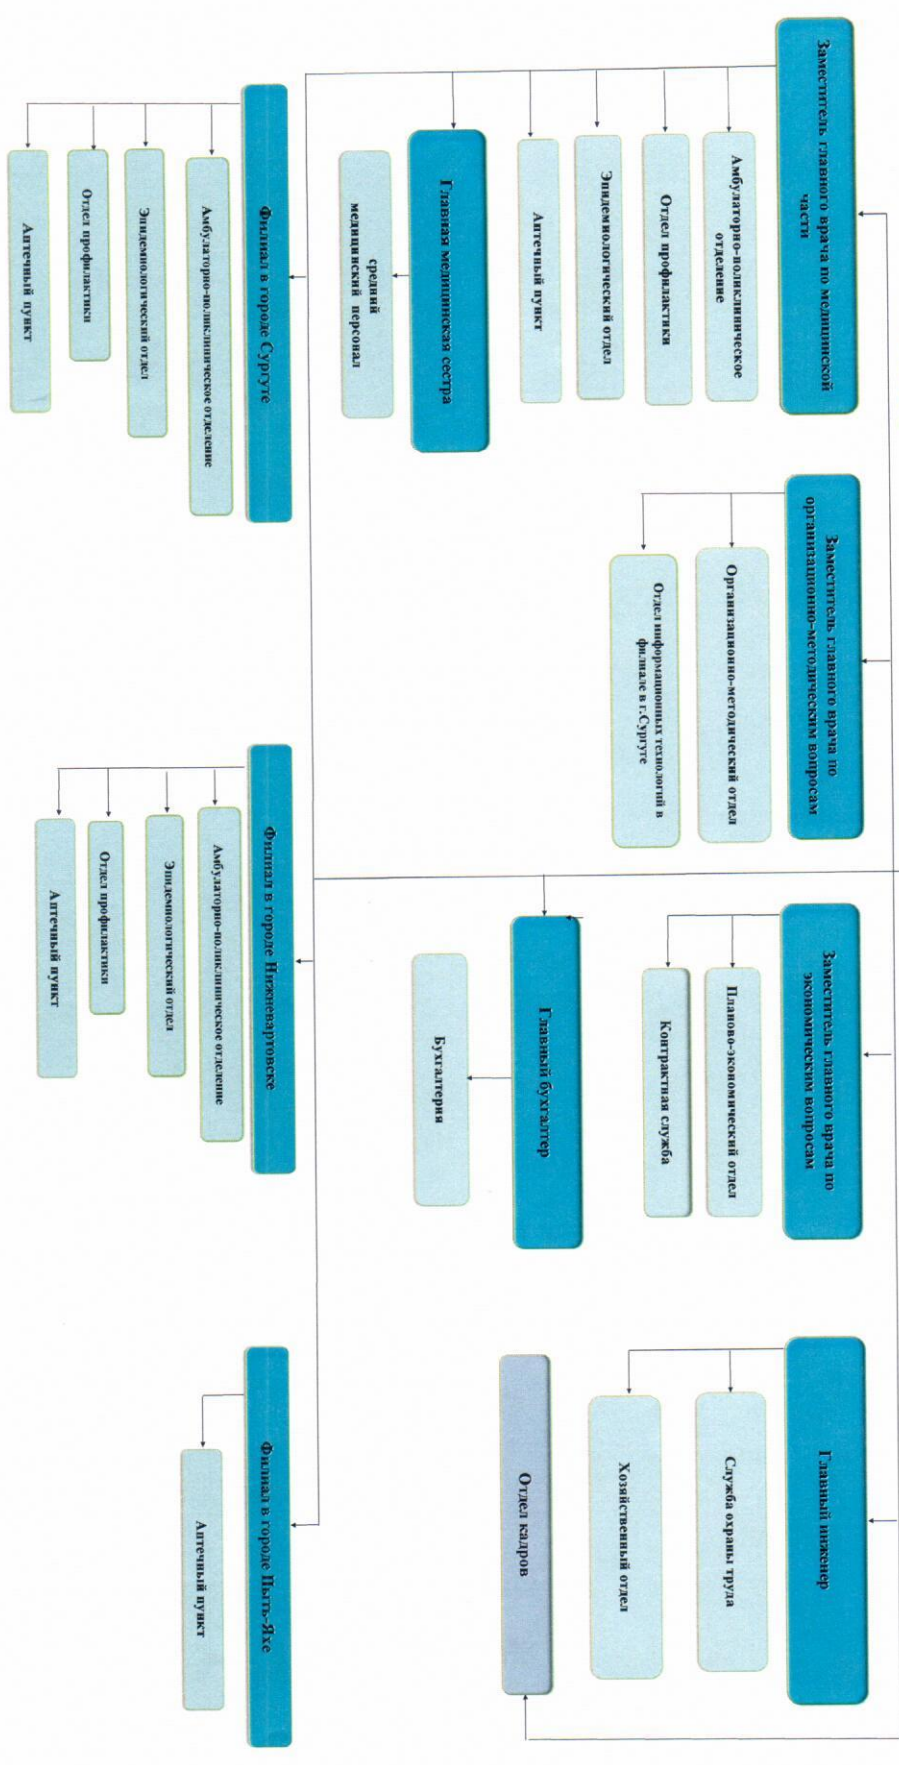 Заместитель главного врача по медицинской
части
Амбулаторно-поликлиническое
отделение
Отдел профилактики
Эпидемиологический отдел
Аптечный пункт
Главная медицинская сестра
средний
медицинский персонал
Заместитель главного врача по
организационно-методическим вопросам
Организационно-методический отдел
Отдел информационных технологий в
филиале в г.Сургуте
Заместитель главного врача по
экономическим вопросам
Планово-экономический отдел
Контрактная служба
Главный бухгалтер
Бухгалтерия
Главный инженер
Служба охраны труда
Хозяйственный отдел
Отдел кадров
Филиал в городе Сургуте
Амбулаторно-поликлиническое отделение
Эпидемиологический отдел
Отдел профилактики
Аптечный пункт
Филиал в городе Нижневартовске
Амбулаторно-поликлиническое отделение
Эпидемиологический отдел
Отдел профилактики
Аптечный пункт
Филиал в городе Пыть-Яхе
Аптечный пункт